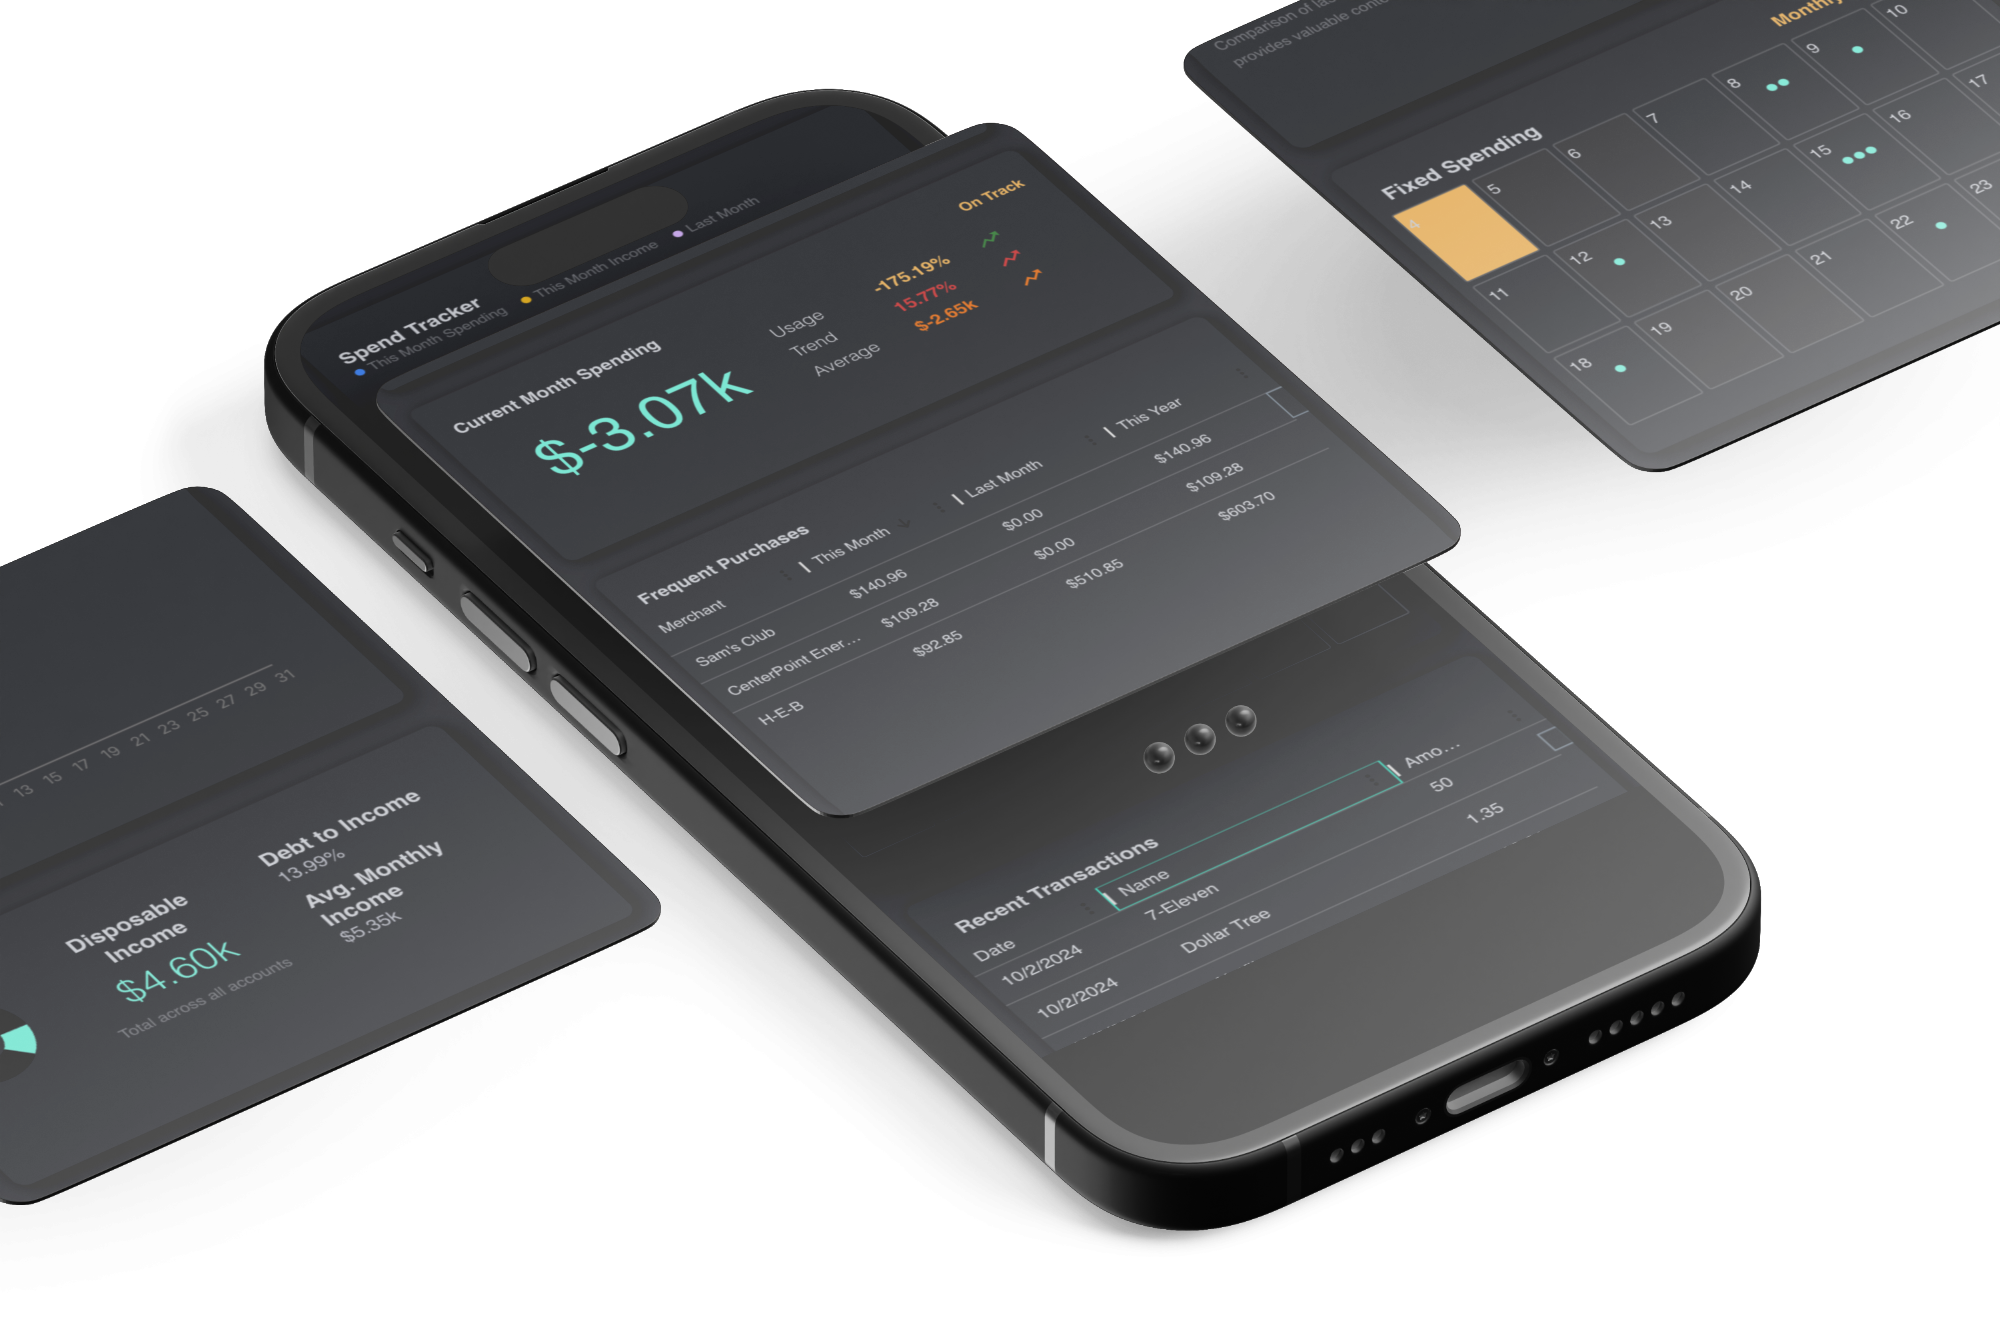 Spend Tracker
This Month Spending
This Month Income
Last Month
Current Month Spending
$-3.07k
On Track
Usage
-175.19%
Trend
15.77%
Average
$-2.65k
Frequent Purchases
Merchant This Month Last Month This Year
Sam's Club $140.96 $0.00 $140.96
CenterPoint Ener... $109.28 $0.00 $109.28
H-E-B $92.85 $510.85 $603.70
Recent Transactions
Date Name Amo...
10/2/2024 7-Eleven 50
10/2/2024 Dollar Tree 1.35
13 15 17 19 21 23 25 27 29 31
Disposable
Income
$4.60k
Total across all accounts
Debt to Income
13.99%
Avg. Monthly
Income
$5.35k
Comparison of
provides valuable
Monthly
Fixed Spending
4 5 6 7 8 9 10
11 12 13 14 15 16 17
18 19 20 21 22 23